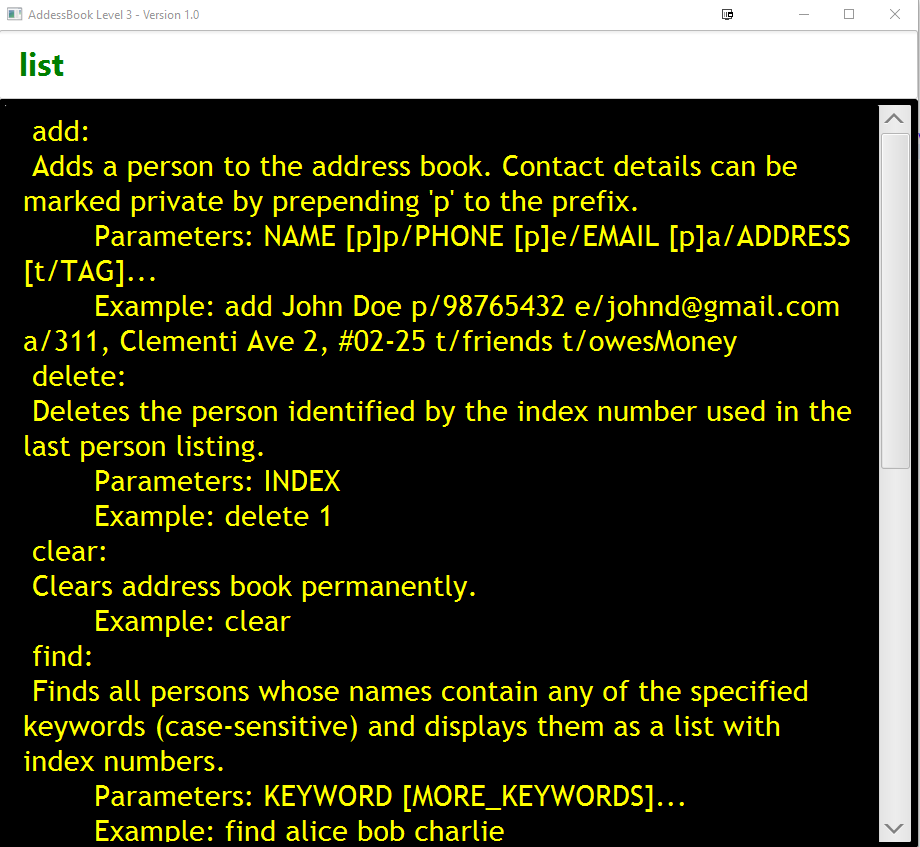 AddessBook Level 3 - Version 1.0
list
add:
Adds a person to the address book. Contact details can be
marked private by prepending 'p' to the prefix.
Parameters: NAME [p]p/PHONE [p]e/EMAIL [p]a/ADDRESS
[t/TAG]...
Example: add John Doe p/98765432 e/johnd@gmail.com
a/311, Clementi Ave 2, #02-25 t/friends t/owesMoney
delete:
Deletes the person identified by the index number used in the
last person listing.
Parameters: INDEX
Example: delete 1
clear:
Clears address book permanently.
Example: clear
find:
Finds all persons whose names contain any of the specified
keywords (case-sensitive) and displays them as a list with
index numbers.
Parameters: KEYWORD [MORE_KEYWORDS]...
Example: find alice bob charlie